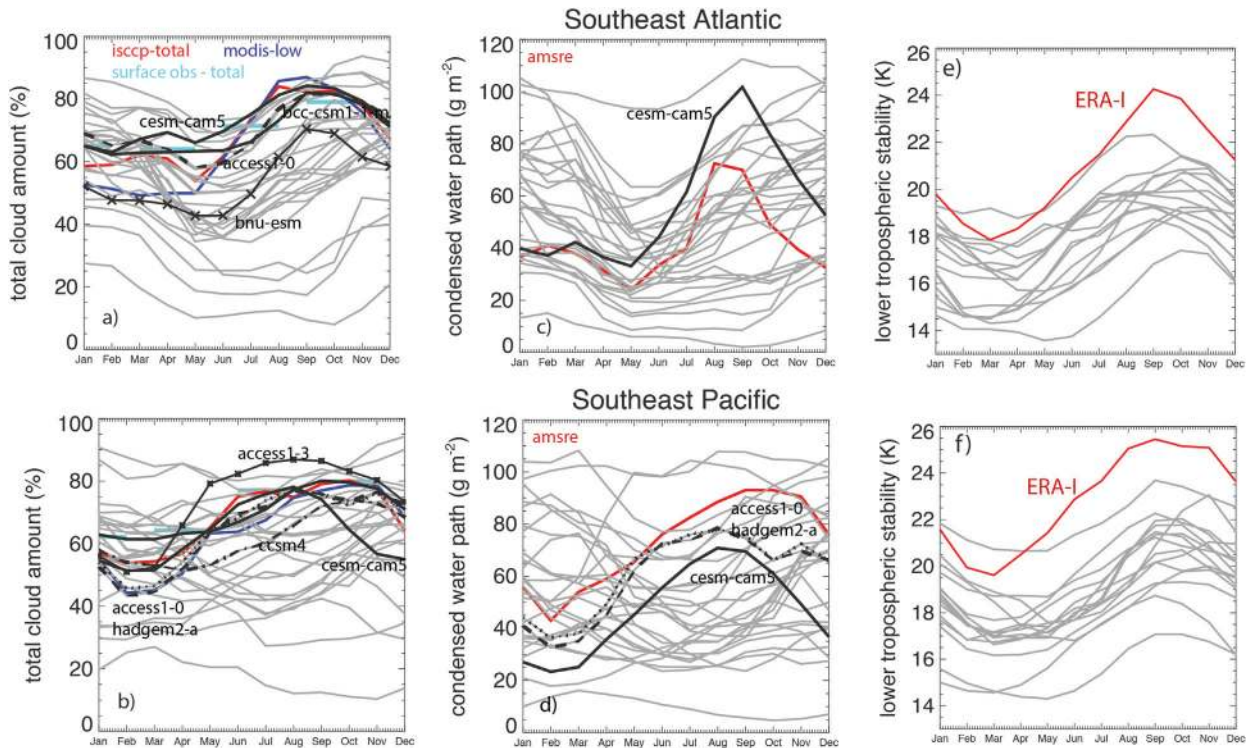 Southeast Atlantic
total cloud amount (%)
100
80
60
40
20
0
isccp-total modis-low
surface obs - total
cesm-cam5
bcc-csm1-1-m
access1-0
bnu-esm
a)
Jan Feb Mar Apr May Jun Jul Aug Sep Oct Nov Dec
condensed water path (g m-2)
120
100
80
60
40
20
0
amsre
cesm-cam5
c)
Jan Feb Mar Apr May Jun Jul Aug Sep Oct Nov Dec
lower tropospheric stability (K)
26
24
22
20
18
16
14
e)
ERA-I
Jan Feb Mar Apr May Jun Jul Aug Sep Oct Nov Dec
Southeast Pacific
total cloud amount (%)
100
80
60
40
20
0
access1-3
ccsm4
cesm-cam5
access1-0
hadgem2-a
b)
Jan Feb Mar Apr May Jun Jul Aug Sep Oct Nov Dec
condensed water path (g m-2)
120
100
80
60
40
20
0
amsre
access1-0
hadgem2-a
cesm-cam5
d)
Jan Feb Mar Apr May Jun Jul Aug Sep Oct Nov Dec
lower tropospheric stability (K)
26
24
22
20
18
16
14
f)
ERA-I
Jan Feb Mar Apr May Jun Jul Aug Sep Oct Nov Dec